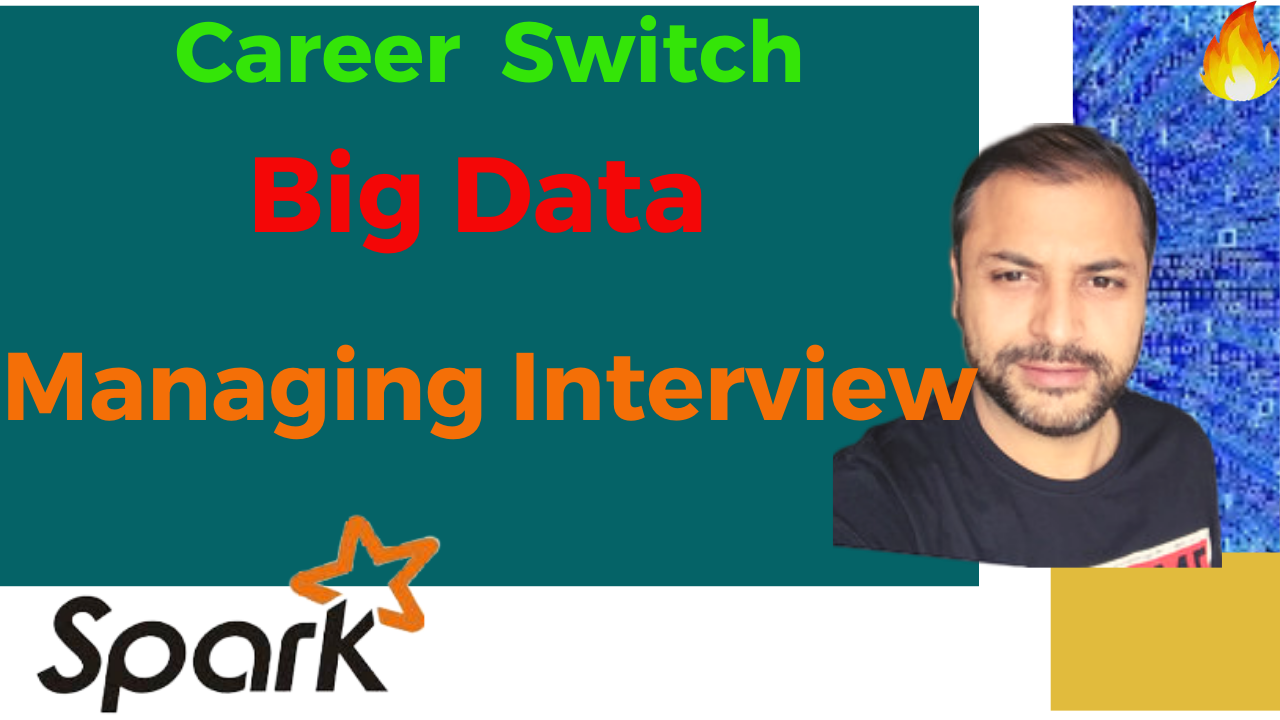 Career Switch
Big Data
Managing Interview
Spark